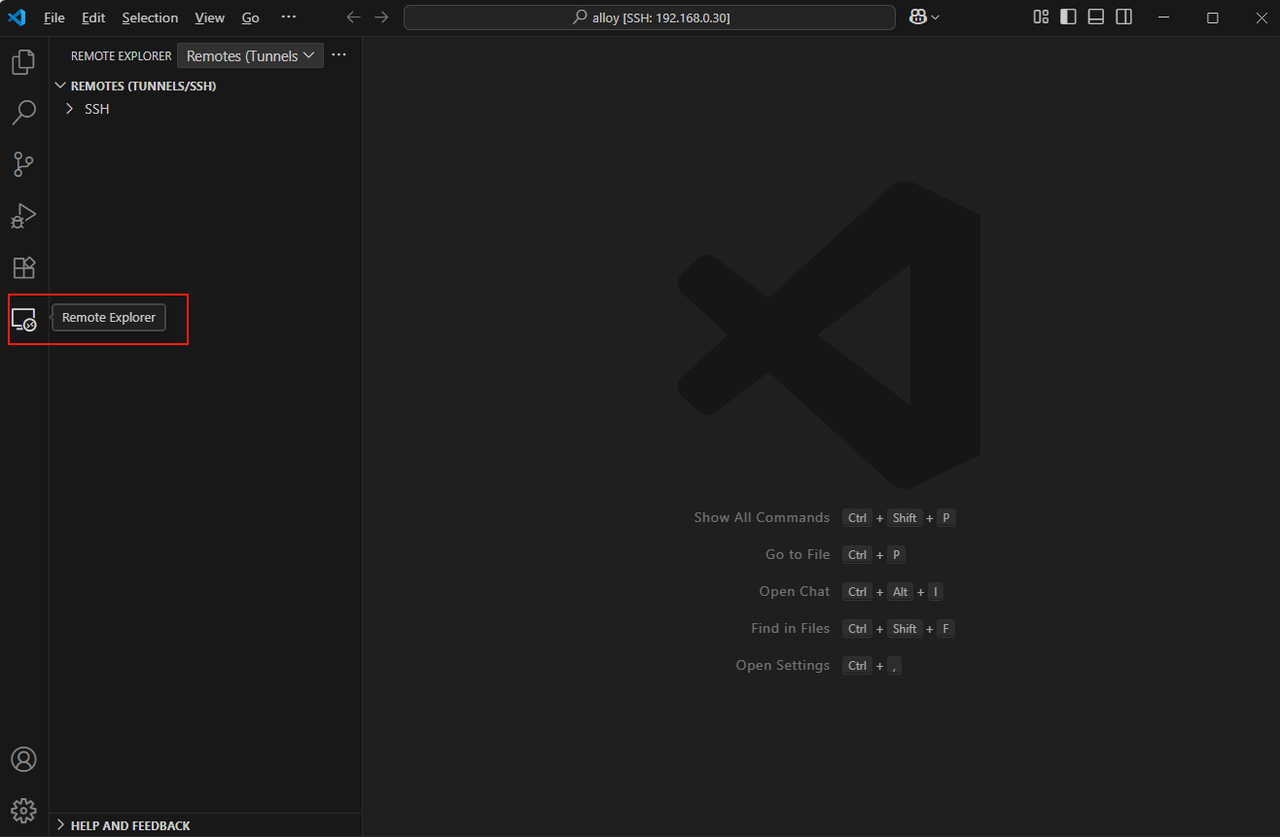 File Edit Selection View Go ··· alloy [SSH: 192.168.0.30]
REMOTE EXPLORER Remotes (Tunnels ···
REMOTES (TUNNELS/SSH)
SSH
Remote Explorer
Show All Commands Ctrl + Shift + P
Go to File Ctrl + P
Open Chat Ctrl + Alt + I
Find in Files Ctrl + Shift + F
Open Settings Ctrl + ,
HELP AND FEEDBACK